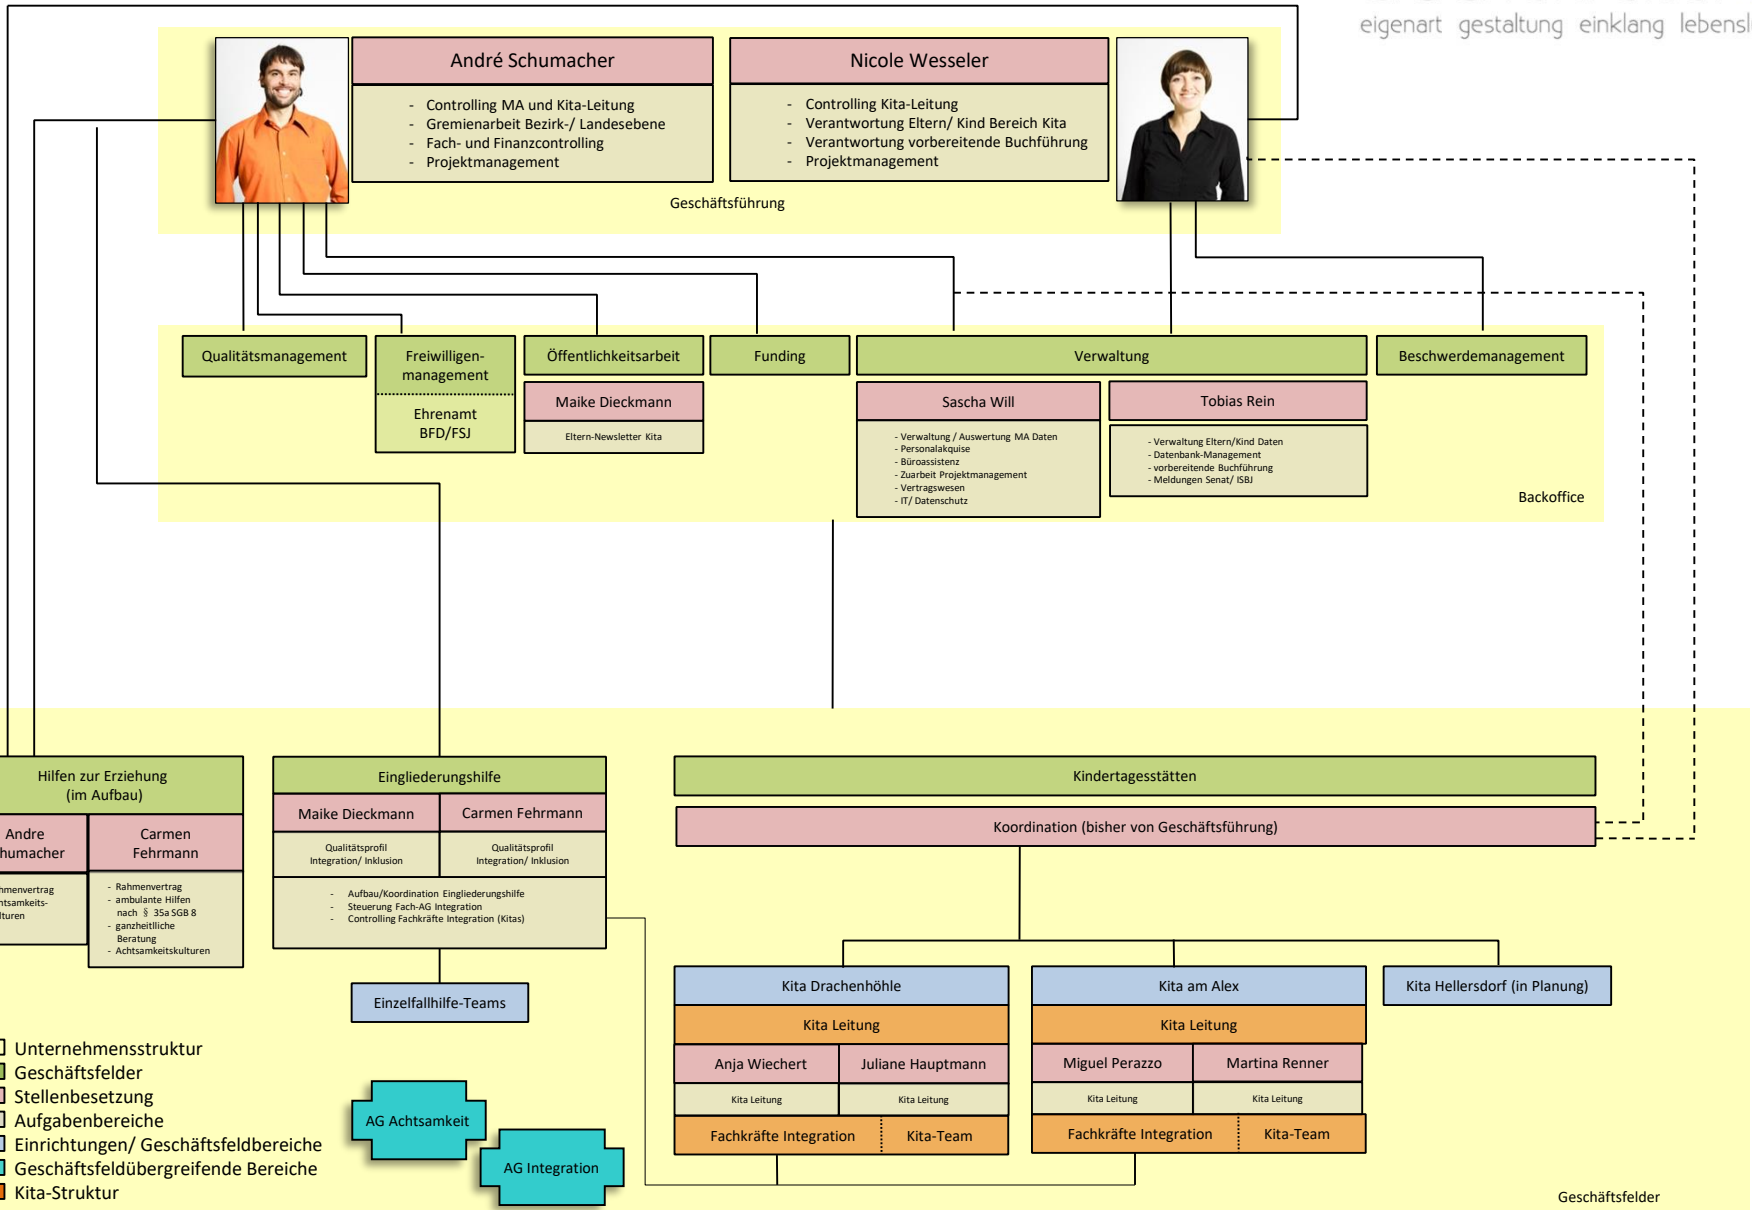 eigenart gestaltung einklang
André Schumacher
- Controlling MA und Kita-Leitung
- Gremienarbeit Bezirk-/ Landesebene
- Fach- und Finanzcontrolling
- Projektmanagement
Nicole Wesseler
- Controlling Kita-Leitung
- Verantwortung Eltern/ Kind Bereich Kita
- Verantwortung vorbereitende Buchführung
- Projektmanagement
Geschäftsführung
Qualitätsmanagement
Freiwilligen-
management
Ehrenamt
BFD/FSJ
Öffentlichkeitsarbeit
Maike Dieckmann
Eltern-Newsletter Kita
Funding
Verwaltung
Sascha Will
- Verwaltung / Auswertung MA Daten
- Personalakquise
- Büroassistenz
- Zuarbeit Projektmanagement
- Vertragswesen
- IT/ Datenschutz
Tobias Rein
- Verwaltung Eltern/Kind Daten
- Datenbank-Management
- vorbereitende Buchführung
- Meldungen Senat/ ISBJ
Beschwerdemanagement
Backoffice
Hilfen zur Erziehung
(im Aufbau)
Andre
humacher
hmenvertrag
htsamkeits-
lturen
Carmen
Fehrmann
- Rahmenvertrag
- ambulante Hilfen
nach § 35a SGB 8
- ganzheitlliche
Beratung
- Achtsamkeitskulturen
Eingliederungshilfe
Maike Dieckmann
Carmen Fehrmann
Qualitätsprofil
Integration/ Inklusion
Qualitätsprofil
Integration/ Inklusion
- Aufbau/Koordination Eingliederungshilfe
- Steuerung Fach-AG Integration
- Controlling Fachkräfte Integration (Kitas)
Einzelfallhilfe-Teams
Kindertagesstätten
Koordination (bisher von Geschäftsführung)
Kita Drachenhöhle
Kita Leitung
Anja Wiechert
Juliane Hauptmann
Kita Leitung
Kita Leitung
Fachkräfte Integration
Kita-Team
Kita am Alex
Kita Leitung
Miguel Perazzo
Martina Renner
Kita Leitung
Kita Leitung
Fachkräfte Integration
Kita-Team
Kita Hellersdorf (in Planung)
Unternehmensstruktur
Geschäftsfelder
Stellenbesetzung
Aufgabenbereiche
Einrichtungen/ Geschäftsfeldbereiche
Geschäftsfeldübergreifende Bereiche
Kita-Struktur
AG Achtsamkeit
AG Integration
Geschäftsfelder